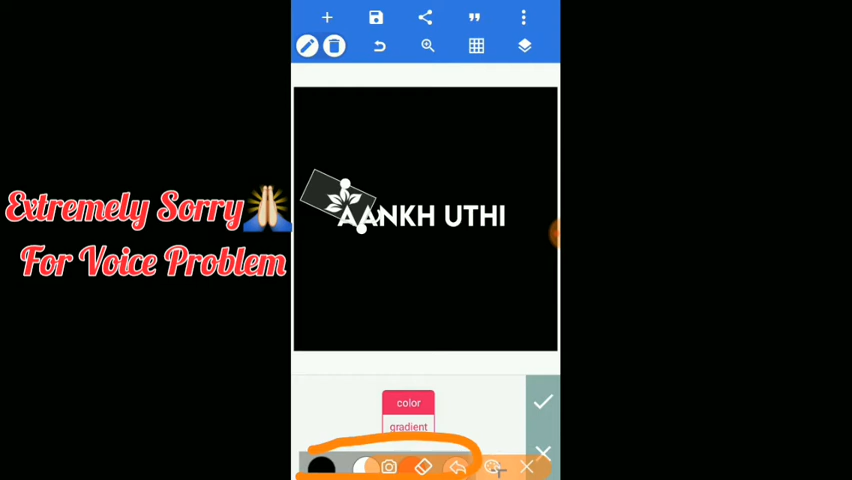 Extremely Sorry🙏
For Voice Problem
AANKH UTHI
color
gradient